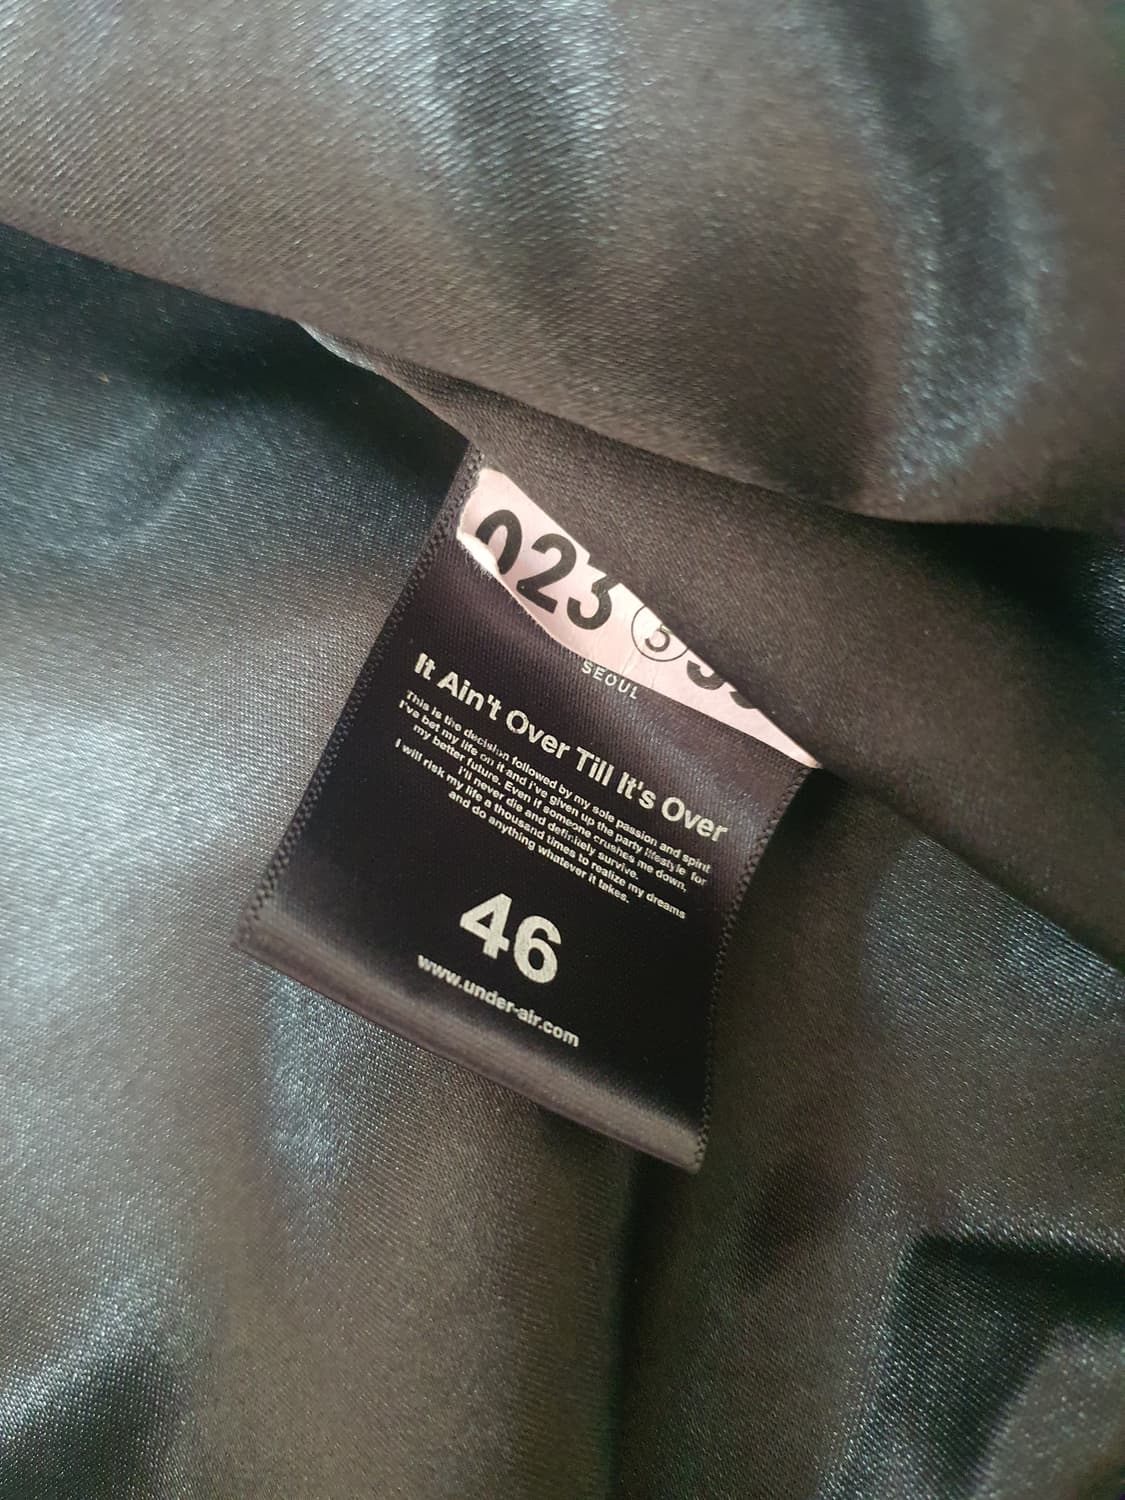 023 5
SEOUL
It Ain't Over Till It's Over
This is the decision followed by my sole passion and spirit
I've bet my life on it and I've given up the party lifestyle for
my better future. Even if someone crushes me down,
I'll never die and definitely survive.
I will risk my life a thousand times to realize my dreams
and do anything whatever it takes.
46
www.under-air.com